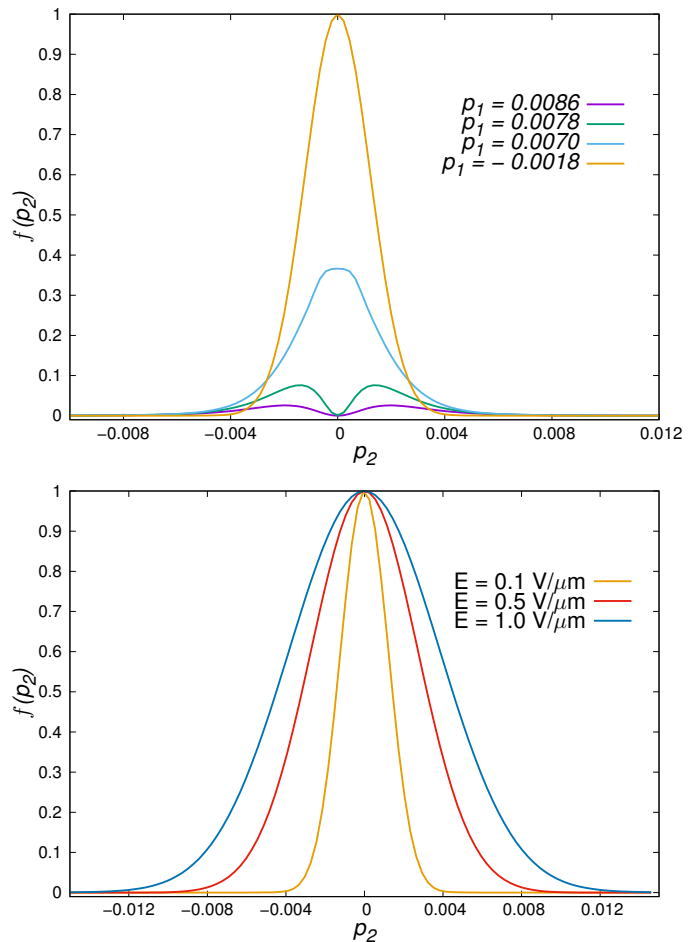 1
0.9
0.8
0.7
0.6
0.5
0.4
0.3
0.2
0.1
0
f (p2)
p1 = 0.0086
p1 = 0.0078
p1 = 0.0070
p1 = − 0.0018
−0.008 −0.004 0 0.004 0.008 0.012
p2
1
0.9
0.8
0.7
0.6
0.5
0.4
0.3
0.2
0.1
0
f (p2)
E = 0.1 V/μm
E = 0.5 V/μm
E = 1.0 V/μm
−0.012 −0.008 −0.004 0 0.004 0.008 0.012
p2